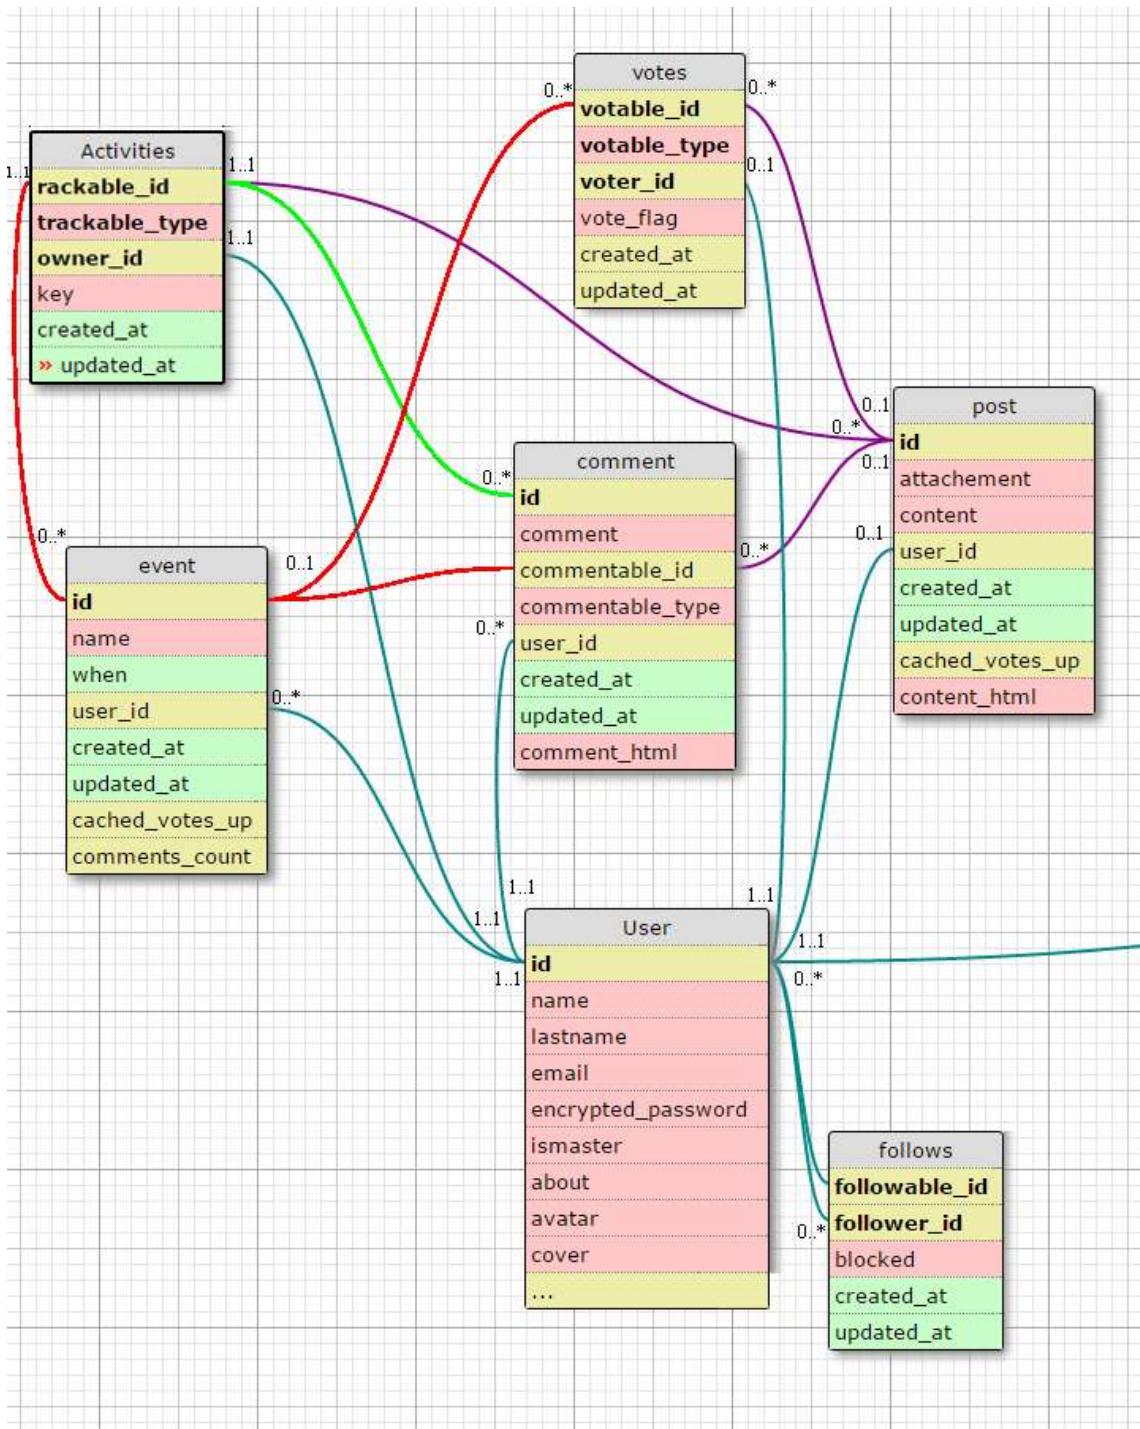 votes
0..*
0..*
votable_id
votable_type
0..1
voter_id
vote_flag
created_at
updated_at
Activities
1..1
1..1
rackable_id
trackable_type
1..1
owner_id
key
created_at
» updated_at
post
0..1
0..*
id
0..1
attachement
content
0..1
user_id
created_at
updated_at
cached_votes_up
content_html
comment
0..*
id
comment
0..*
commentable_id
commentable_type
0..*
user_id
created_at
updated_at
comment_html
0..*
event
0..1
id
name
when
0..*
user_id
created_at
updated_at
cached_votes_up
comments_count
1..1
1..1
1..1
User
1..1
id
1..1
0..*
name
lastname
email
encrypted_password
ismaster
about
avatar
cover
...
follows
followable_id
follower_id
0..*
blocked
created_at
updated_at